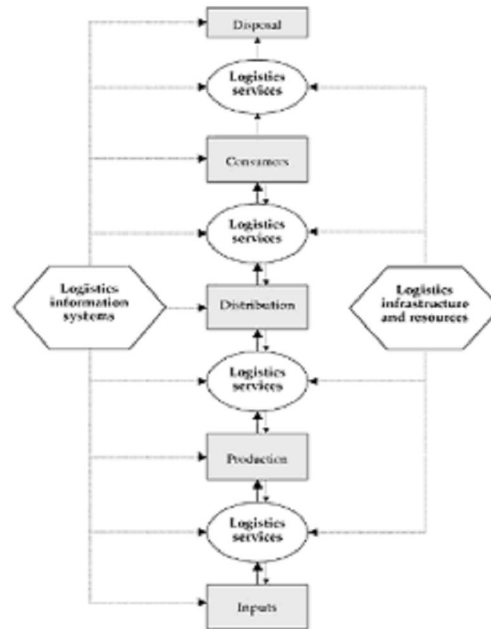 Disposal
Logistics
services
Consumers
Logistics
services
Logistics
information
systems
Distribution
Logistics
infrastructure
and resources
Logistics
services
Production
Logistics
services
Inputs